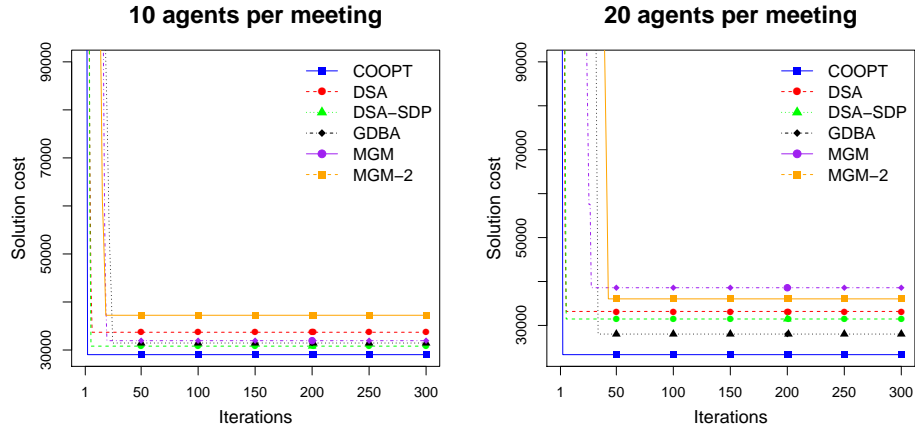 10 agents per meeting
Solution cost
90000
70000
50000
30000
COOPT
DSA
DSA−SDP
GDBA
MGM
MGM−2
1 50 100 150 200 250 300
Iterations
20 agents per meeting
Solution cost
90000
70000
50000
30000
COOPT
DSA
DSA−SDP
GDBA
MGM
MGM−2
1 50 100 150 200 250 300
Iterations